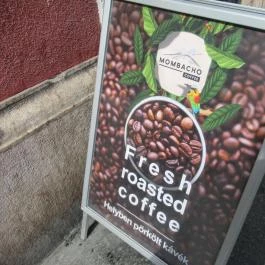 MOMBACHO
COFFEE
Fresh
roasted
coffee
Helyben pörkölt kávék